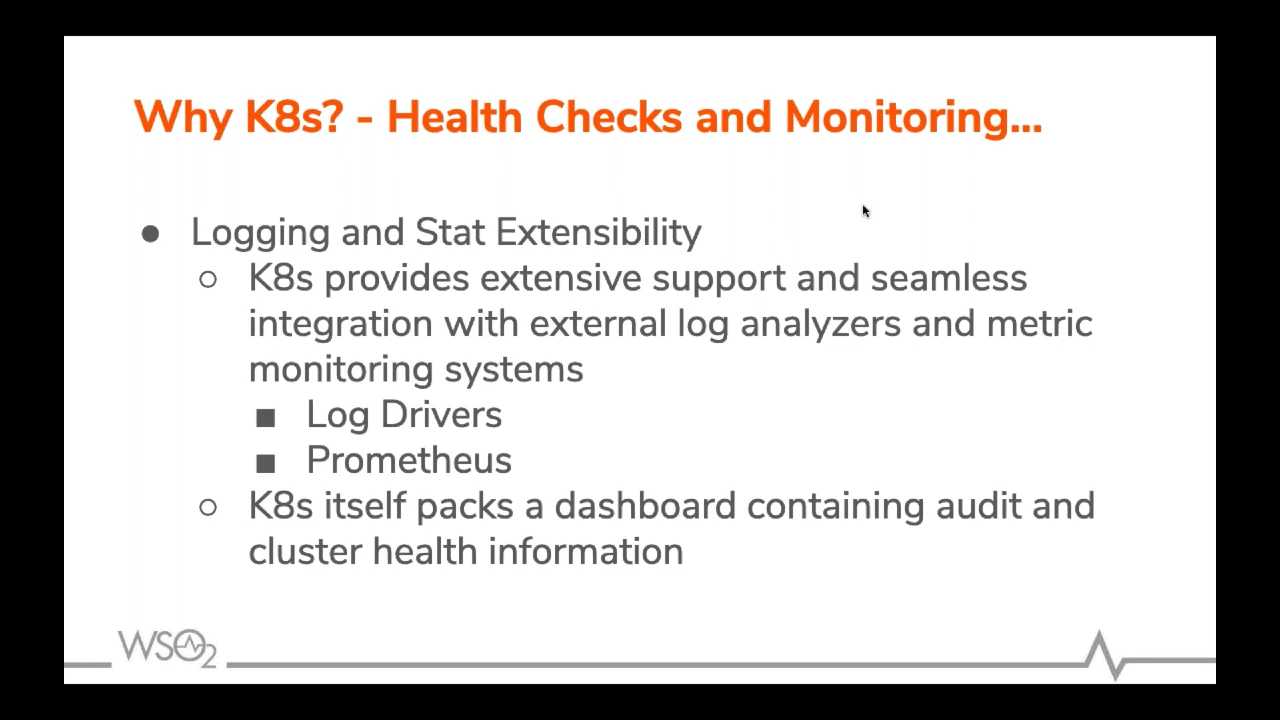 Why K8s? - Health Checks and Monitoring...
● Logging and Stat Extensibility
○ K8s provides extensive support and seamless
integration with external log analyzers and metric
monitoring systems
■ Log Drivers
■ Prometheus
○ K8s itself packs a dashboard containing audit and
cluster health information
WSO2